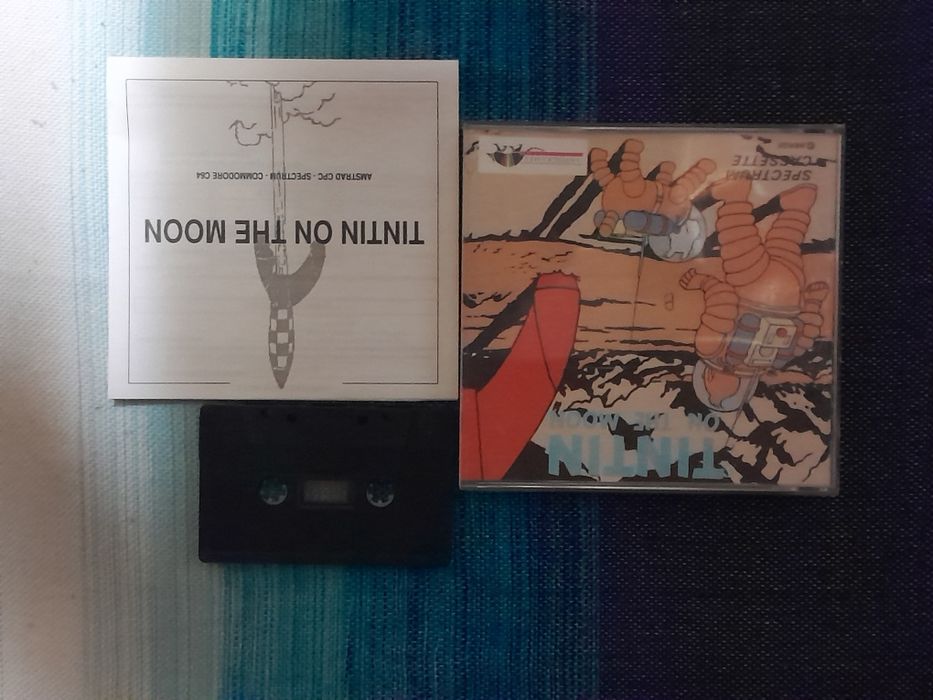 TINTIN ON THE MOON
AMSTRAD CPC - SPECTRUM - COMMODORE C64
TINTIN
ON THE MOON
SPECTRUM
CASSETTE